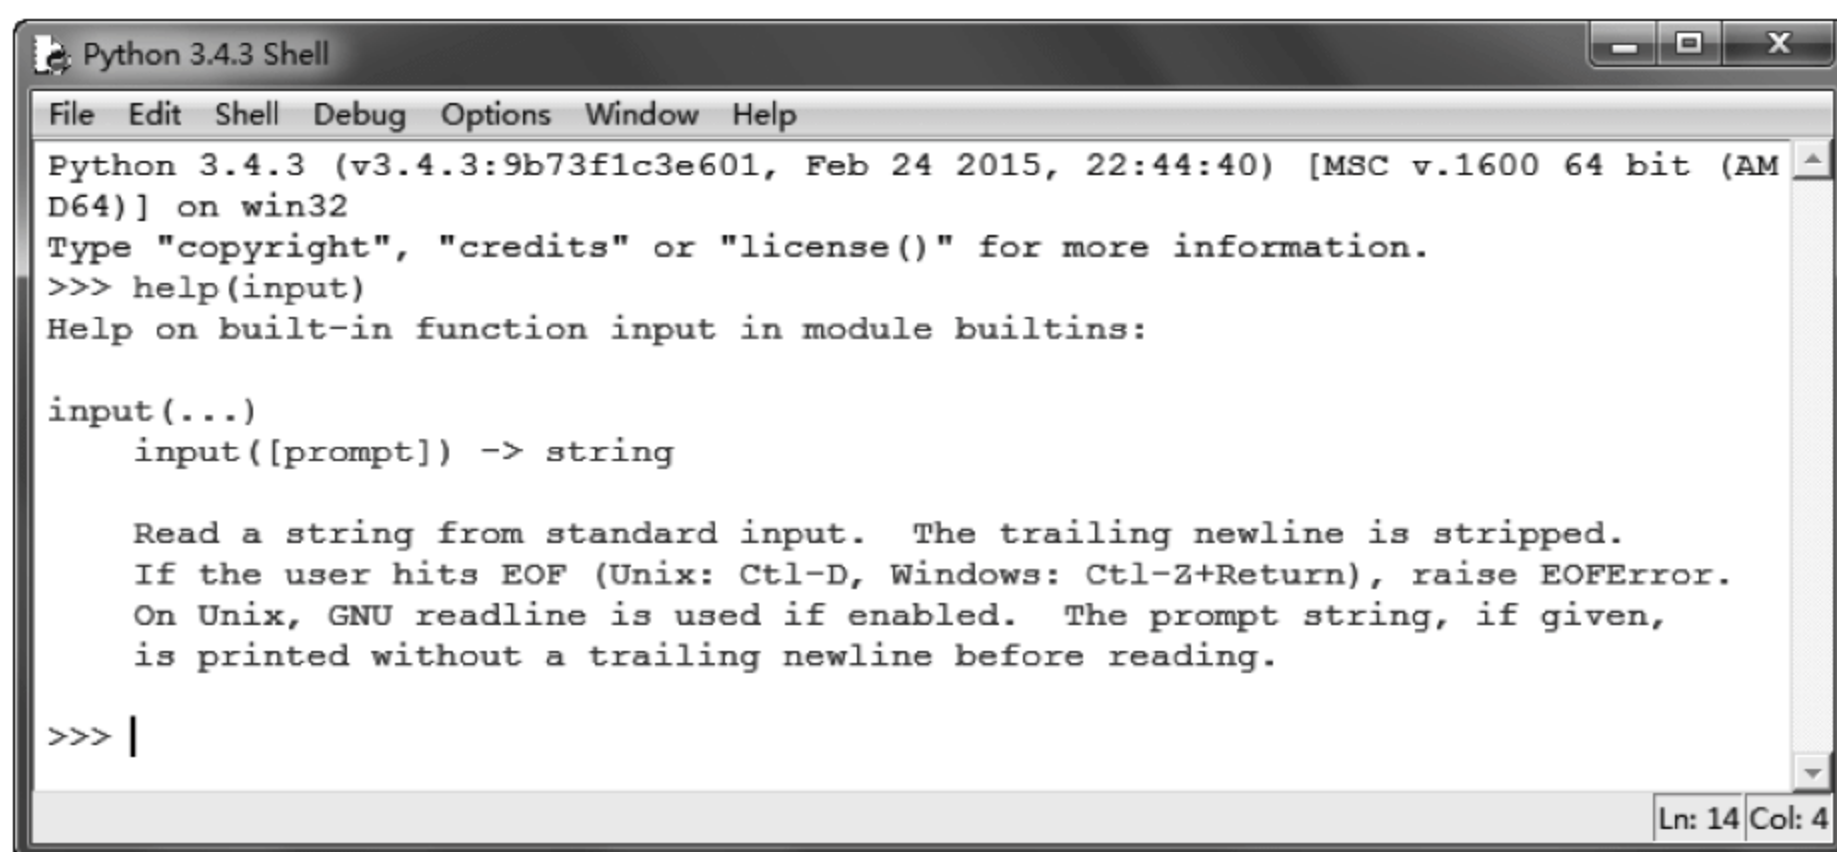 Python 3.4.3 Shell
File Edit Shell Debug Options Window Help
Python 3.4.3 (v3.4.3:9b73f1c3e601, Feb 24 2015, 22:44:40) [MSC v.1600 64 bit (AM
D64)] on win32
Type "copyright", "credits" or "license()" for more information.
>>> help(input)
Help on built-in function input in module builtins:
input(...)
    input([prompt]) -> string
    Read a string from standard input.  The trailing newline is stripped.
    If the user hits EOF (Unix: Ctl-D, Windows: Ctl-Z+Return), raise EOFError.
    On Unix, GNU readline is used if enabled.  The prompt string, if given,
    is printed without a trailing newline before reading.
>>>
Ln: 14 Col: 4